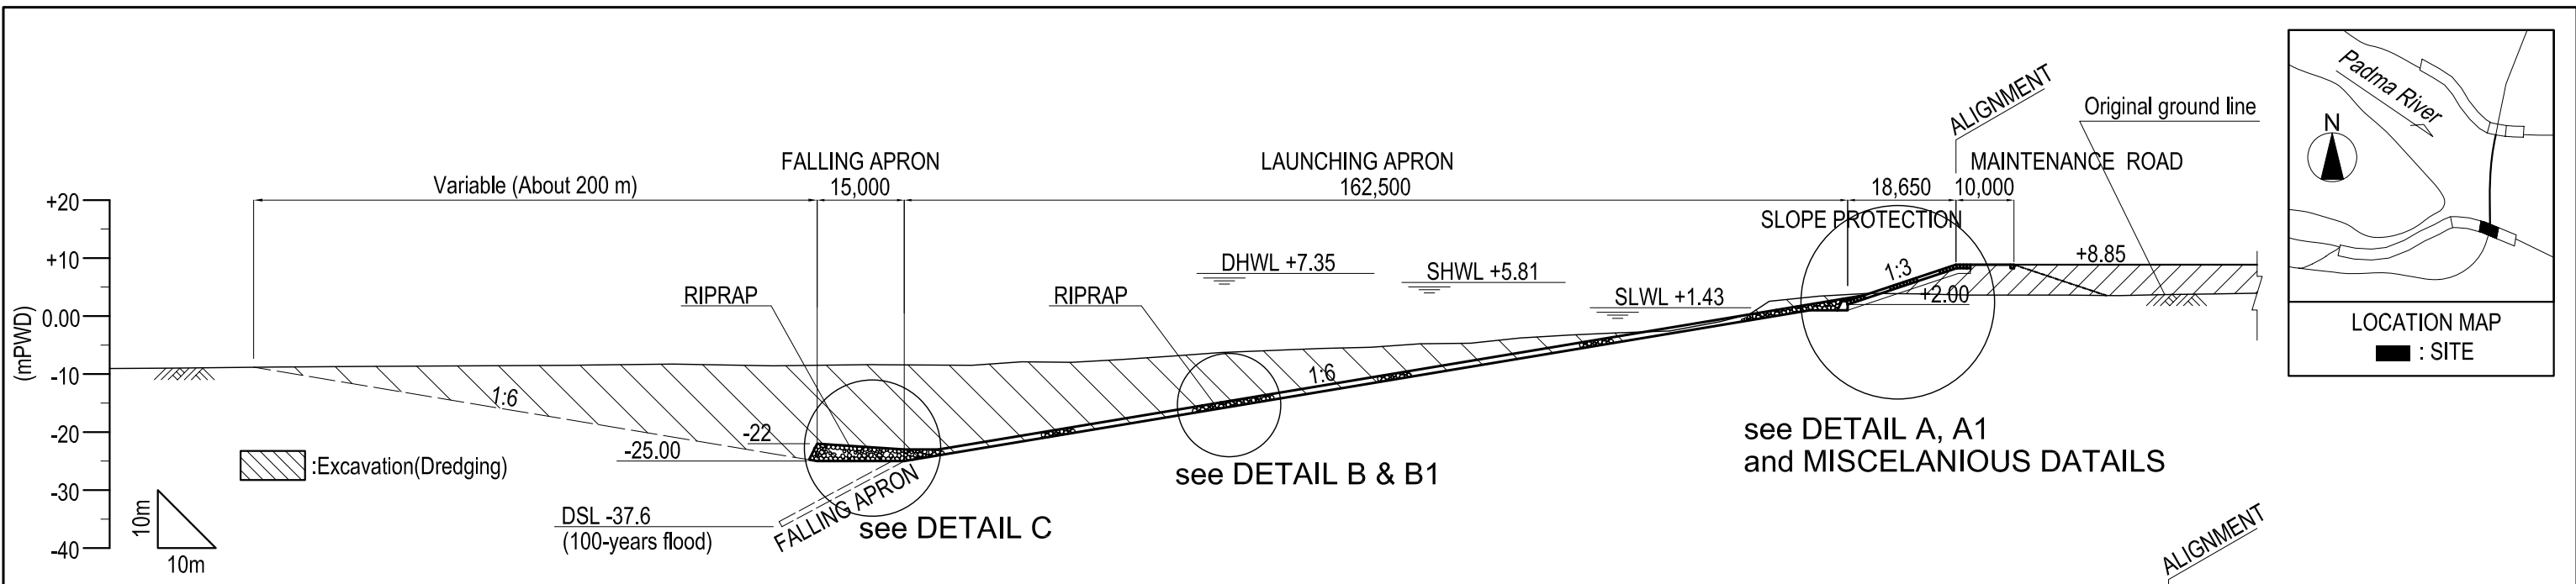 ALIGNMENT
Original ground line
FALLING APRON
LAUNCHING APRON
MAINTENANCE ROAD
Variable (About 200 m)
15,000
162,500
18,650
10,000
SLOPE PROTECTION
+20
+10
0.00
-10
-20
-30
-40
(mPWD)
DHWL +7.35
SHWL +5.81
SLWL +1.43
+8.85
1:3
+2.00
RIPRAP
RIPRAP
1:6
1:6
-22
-25.00
:Excavation(Dredging)
10m
10m
DSL -37.6
(100-years flood)
FALLING APRON
see DETAIL C
see DETAIL B & B1
see DETAIL A, A1
and MISCELANIOUS DATAILS
ALIGNMENT
Padma River
N
LOCATION MAP
: SITE